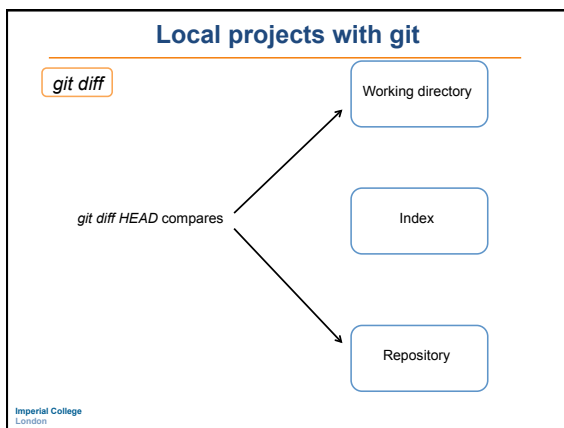 Local projects with git
git diff
Working directory
git diff HEAD compares
Index
Repository
Imperial College
London